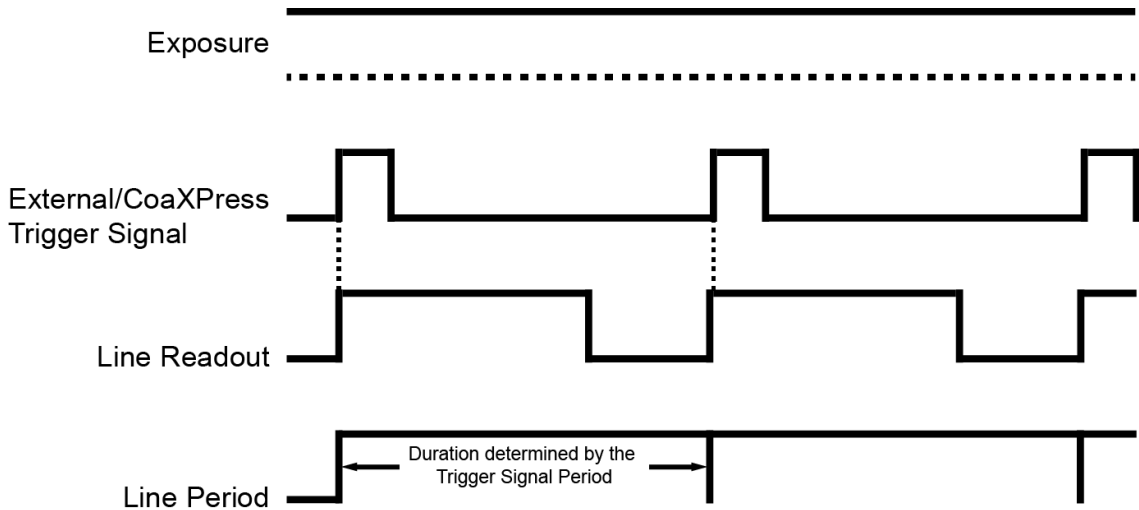 Exposure
External/CoaXPress
Trigger Signal
Line Readout
Duration determined by the
Trigger Signal Period
Line Period